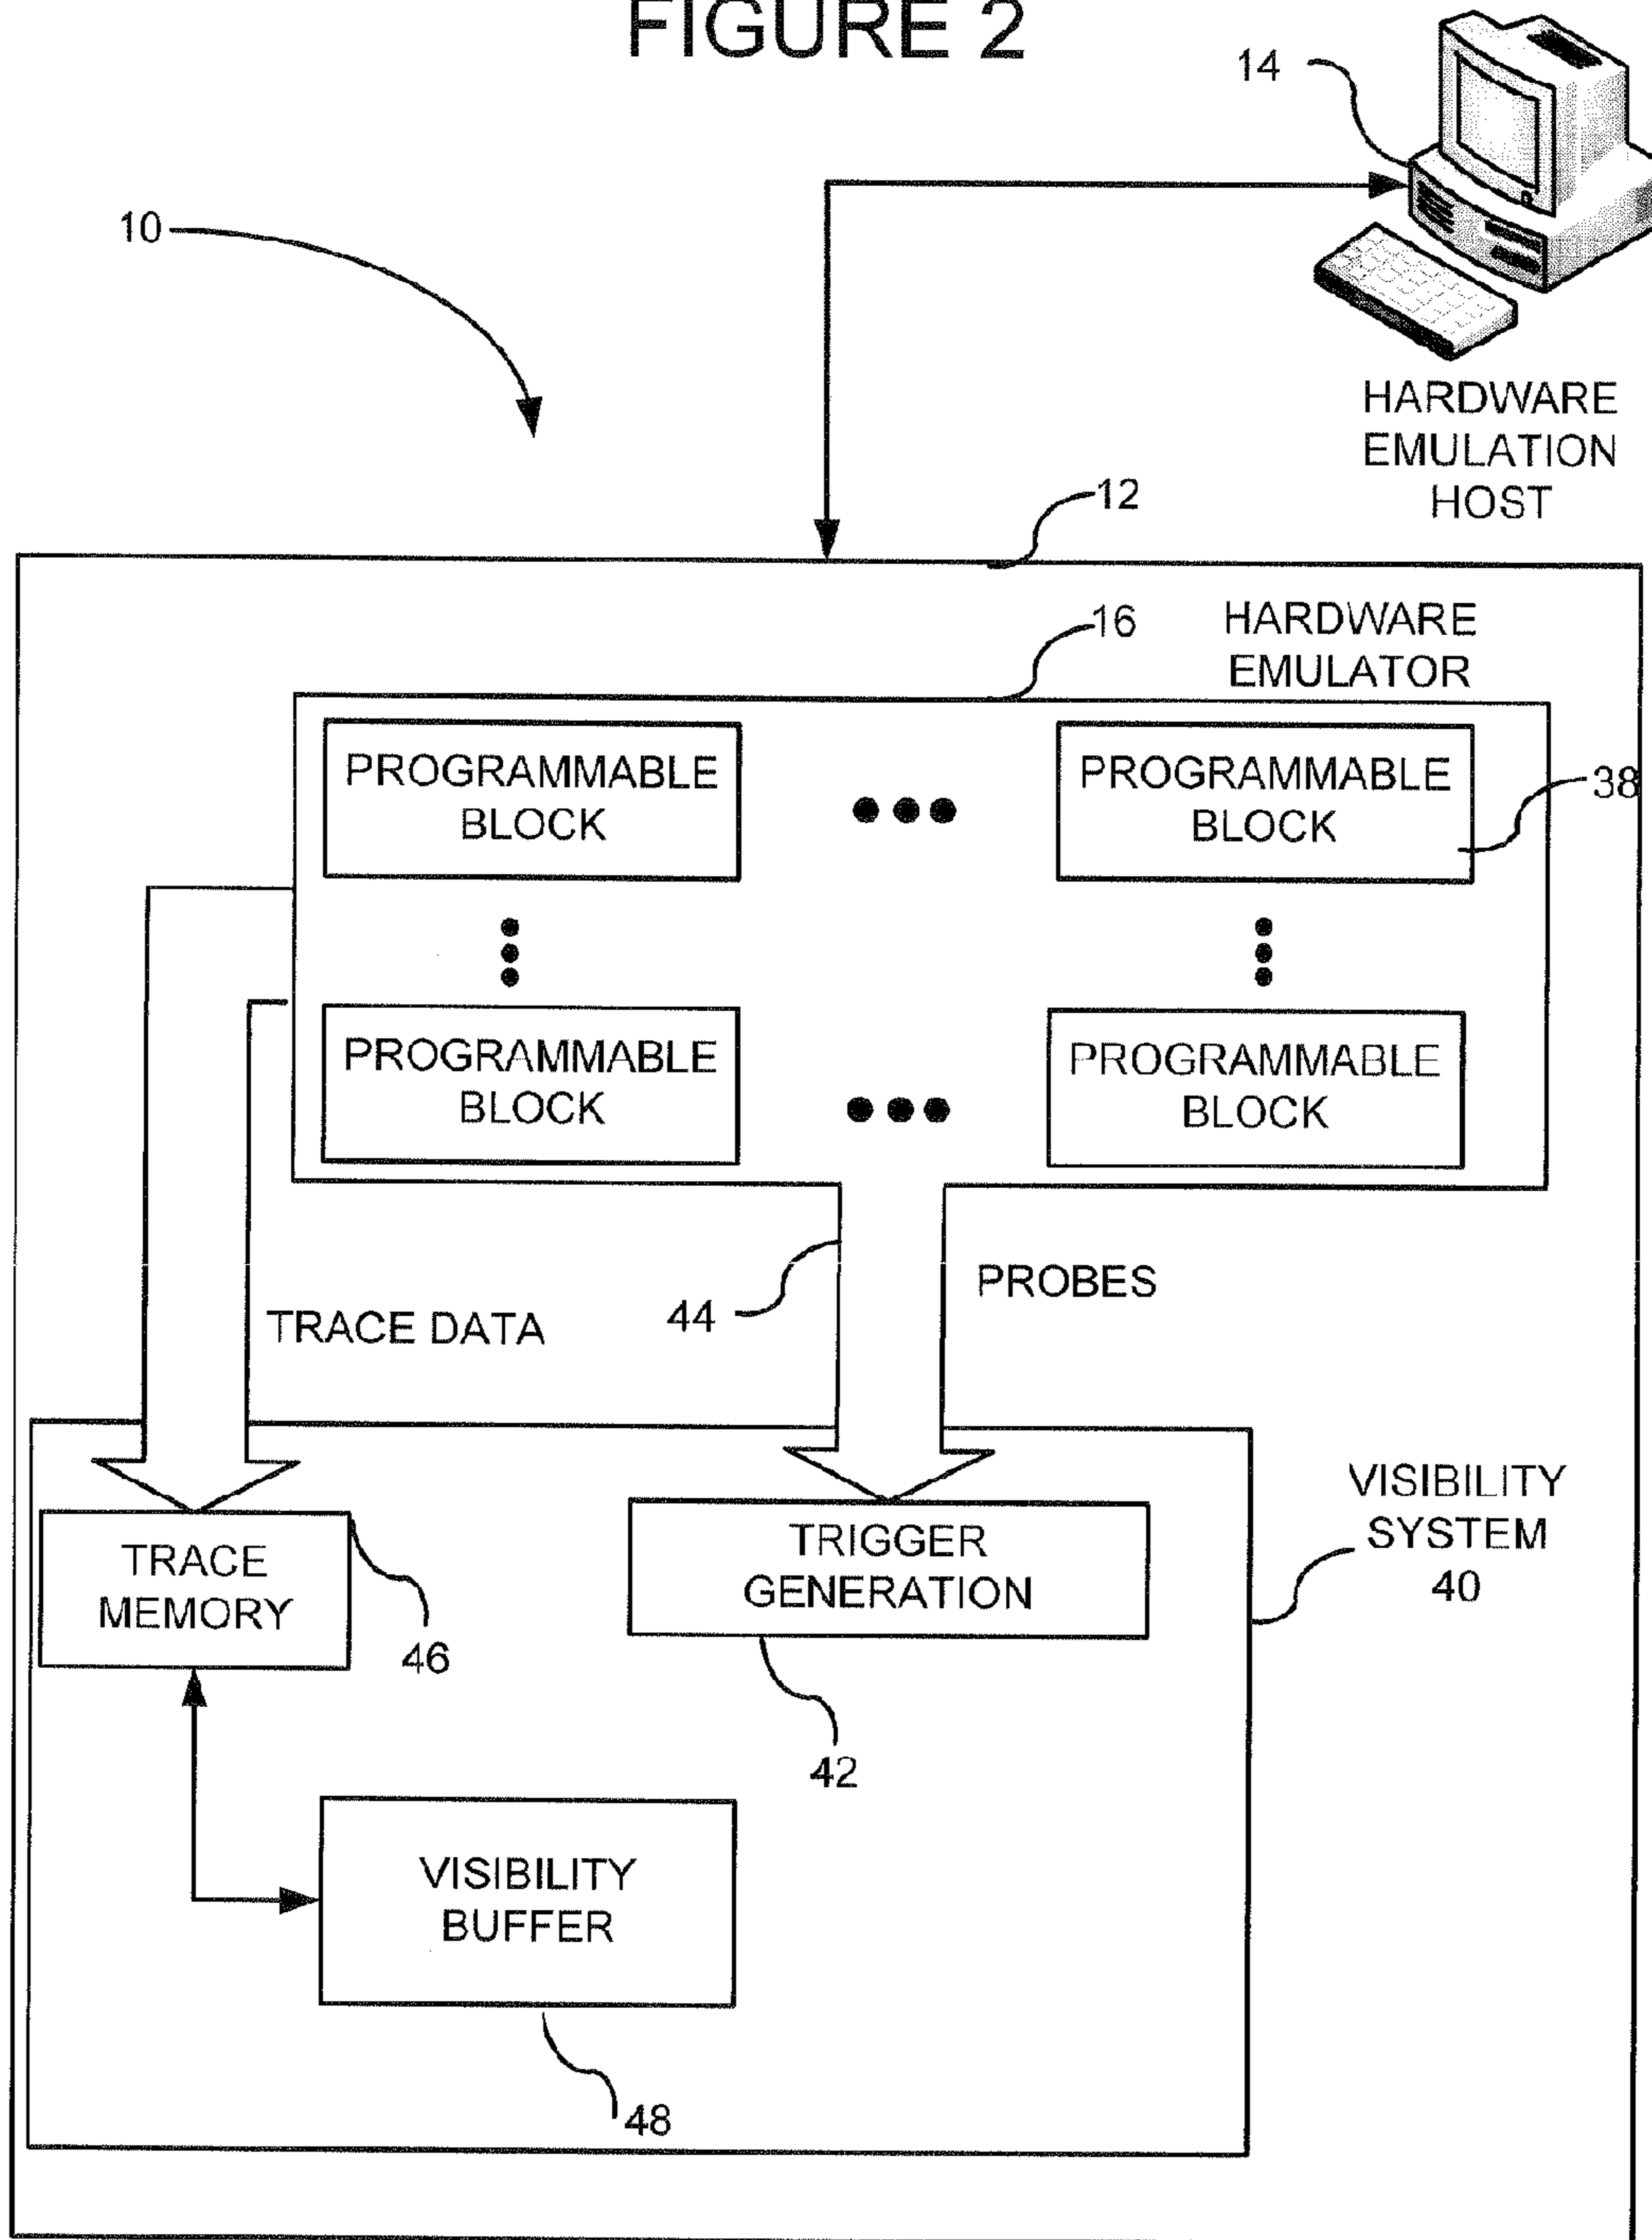 FIGURE 2
14
10
HARDWARE
EMULATION
HOST
12
16
HARDWARE
EMULATOR
PROGRAMMABLE
BLOCK
PROGRAMMABLE
BLOCK
38
PROGRAMMABLE
BLOCK
PROGRAMMABLE
BLOCK
44
PROBES
TRACE DATA
VISIBILITY
SYSTEM
40
TRACE
MEMORY
46
TRIGGER
GENERATION
42
VISIBILITY
BUFFER
48